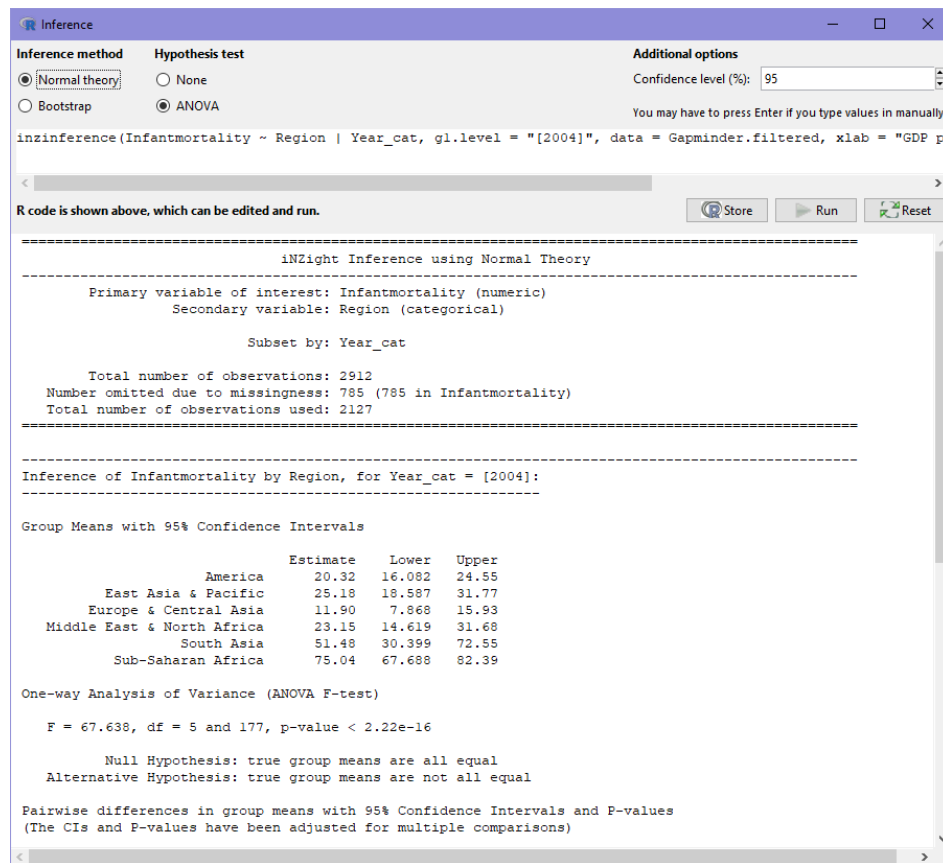 Inference
Inference method Hypothesis test Additional options
Normal theory None Confidence level (%): 95
Bootstrap ANOVA You may have to press Enter if you type values in manually
inzinference(Infantmortality ~ Region | Year_cat, g1.level = "[2004]", data = Gapminder.filtered, xlab = "GDP p
R code is shown above, which can be edited and run. Store Run Reset
iNZight Inference using Normal Theory
Primary variable of interest: Infantmortality (numeric)
Secondary variable: Region (categorical)
Subset by: Year_cat
Total number of observations: 2912
Number omitted due to missingness: 785 (785 in Infantmortality)
Total number of observations used: 2127
Inference of Infantmortality by Region, for Year_cat = [2004]:
Group Means with 95% Confidence Intervals
Estimate Lower Upper
America 20.32 16.082 24.55
East Asia & Pacific 25.18 18.587 31.77
Europe & Central Asia 11.90 7.868 15.93
Middle East & North Africa 23.15 14.619 31.68
South Asia 51.48 30.399 72.55
Sub-Saharan Africa 75.04 67.688 82.39
One-way Analysis of Variance (ANOVA F-test)
F = 67.638, df = 5 and 177, p-value < 2.22e-16
Null Hypothesis: true group means are all equal
Alternative Hypothesis: true group means are not all equal
Pairwise differences in group means with 95% Confidence Intervals and P-values
(The CIs and P-values have been adjusted for multiple comparisons)